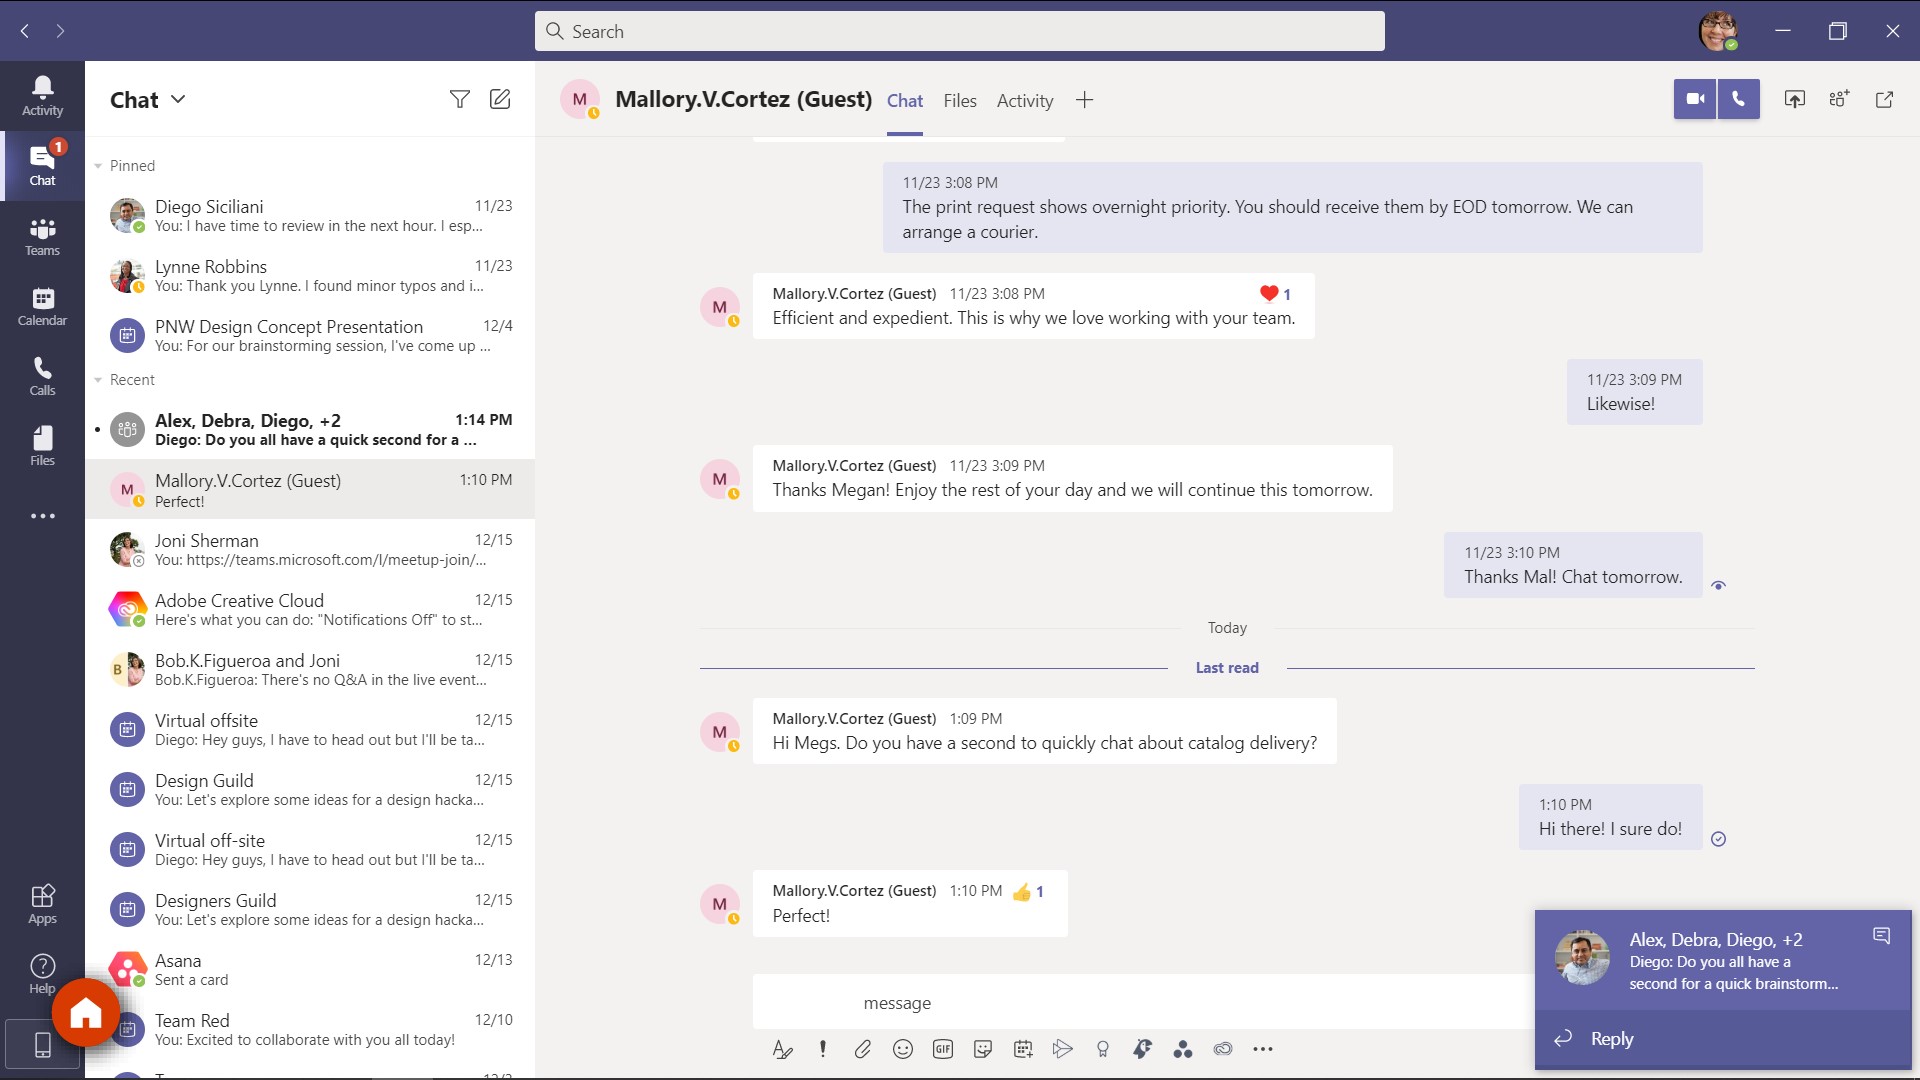 Search
Activity
1
Chat
Teams
Calendar
Calls
Files
Apps
Help
Chat
Pinned
Diego Siciliani 11/23
You: I have time to review in the next hour. I esp...
Lynne Robbins 11/23
You: Thank you Lynne. I found minor typos and i...
PNW Design Concept Presentation 12/4
You: For our brainstorming session, I've come up ...
Recent
Alex, Debra, Diego, +2 1:14 PM
Diego: Do you all have a quick second for a ...
M
Mallory.V.Cortez (Guest) 1:10 PM
Perfect!
Joni Sherman 12/15
You: https://teams.microsoft.com/l/meetup-join/...
Adobe Creative Cloud 12/15
Here's what you can do: "Notifications Off" to st...
B
Bob.K.Figueroa and Joni 12/15
Bob.K.Figueroa: There's no Q&A in the live event...
Virtual offsite 12/15
Diego: Hey guys, I have to head out but I'll be ta...
Design Guild 12/15
You: Let's explore some ideas for a design hacka...
Virtual off-site 12/15
Diego: Hey guys, I have to head out but I'll be ta...
Designers Guild 12/15
You: Let's explore some ideas for a design hacka...
Asana 12/13
Sent a card
Team Red 12/10
You: Excited to collaborate with you all today!
M
Mallory.V.Cortez (Guest) Chat Files Activity
11/23 3:08 PM
The print request shows overnight priority. You should receive them by EOD tomorrow. We can
arrange a courier.
M
Mallory.V.Cortez (Guest) 11/23 3:08 PM ❤️ 1
Efficient and expedient. This is why we love working with your team.
11/23 3:09 PM
Likewise!
M
Mallory.V.Cortez (Guest) 11/23 3:09 PM
Thanks Megan! Enjoy the rest of your day and we will continue this tomorrow.
11/23 3:10 PM
Thanks Mal! Chat tomorrow.
Today
Last read
M
Mallory.V.Cortez (Guest) 1:09 PM
Hi Megs. Do you have a second to quickly chat about catalog delivery?
1:10 PM
Hi there! I sure do!
M
Mallory.V.Cortez (Guest) 1:10 PM 👍 1
Perfect!
message
GIF
Alex, Debra, Diego, +2
Diego: Do you all have a
second for a quick brainstorm...
Reply